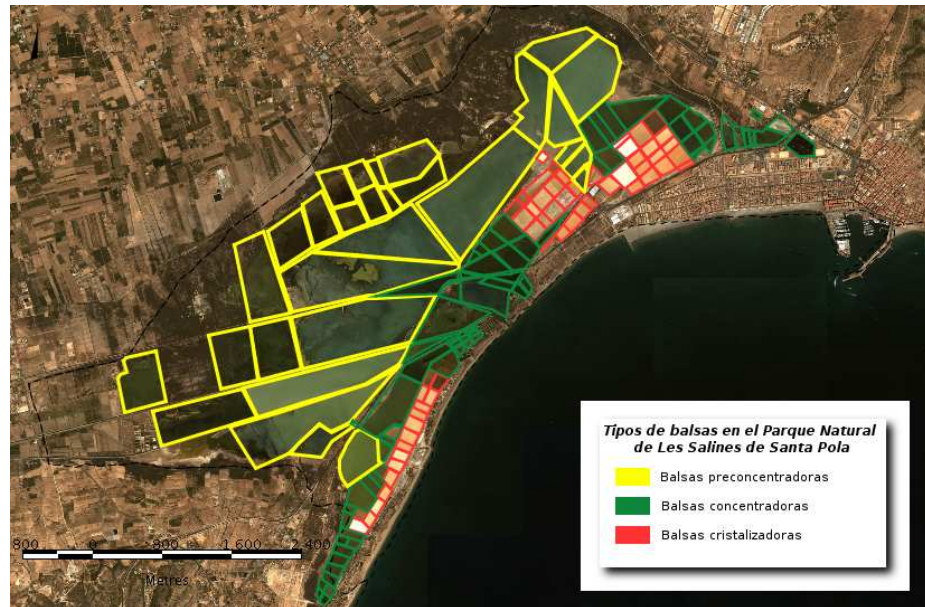 Tipos de balsas en el Parque Natural
de Les Salines de Santa Pola
Balsas preconcentradoras
Balsas concentradoras
Balsas cristalizadoras
800 0 800 1.600 2.400
Metres